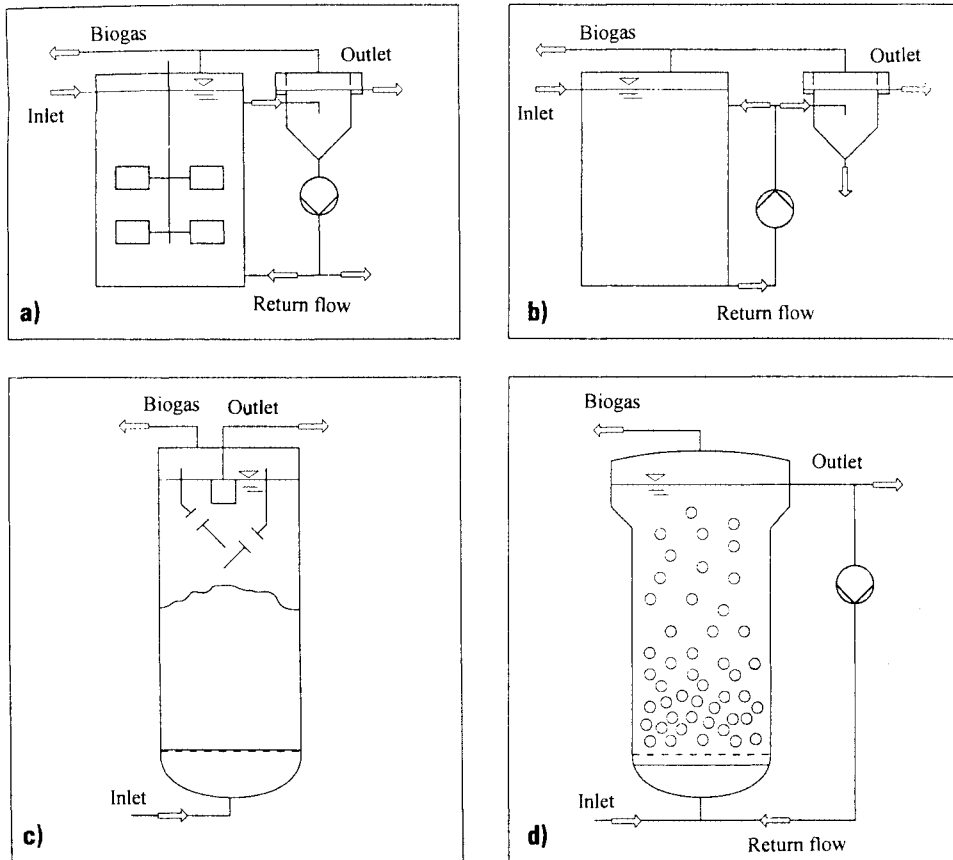 Biogas
Outlet
Inlet
Return flow
a)
Biogas
Outlet
Inlet
Return flow
b)
Biogas Outlet
Inlet
c)
Biogas
Outlet
Inlet
Return flow
d)